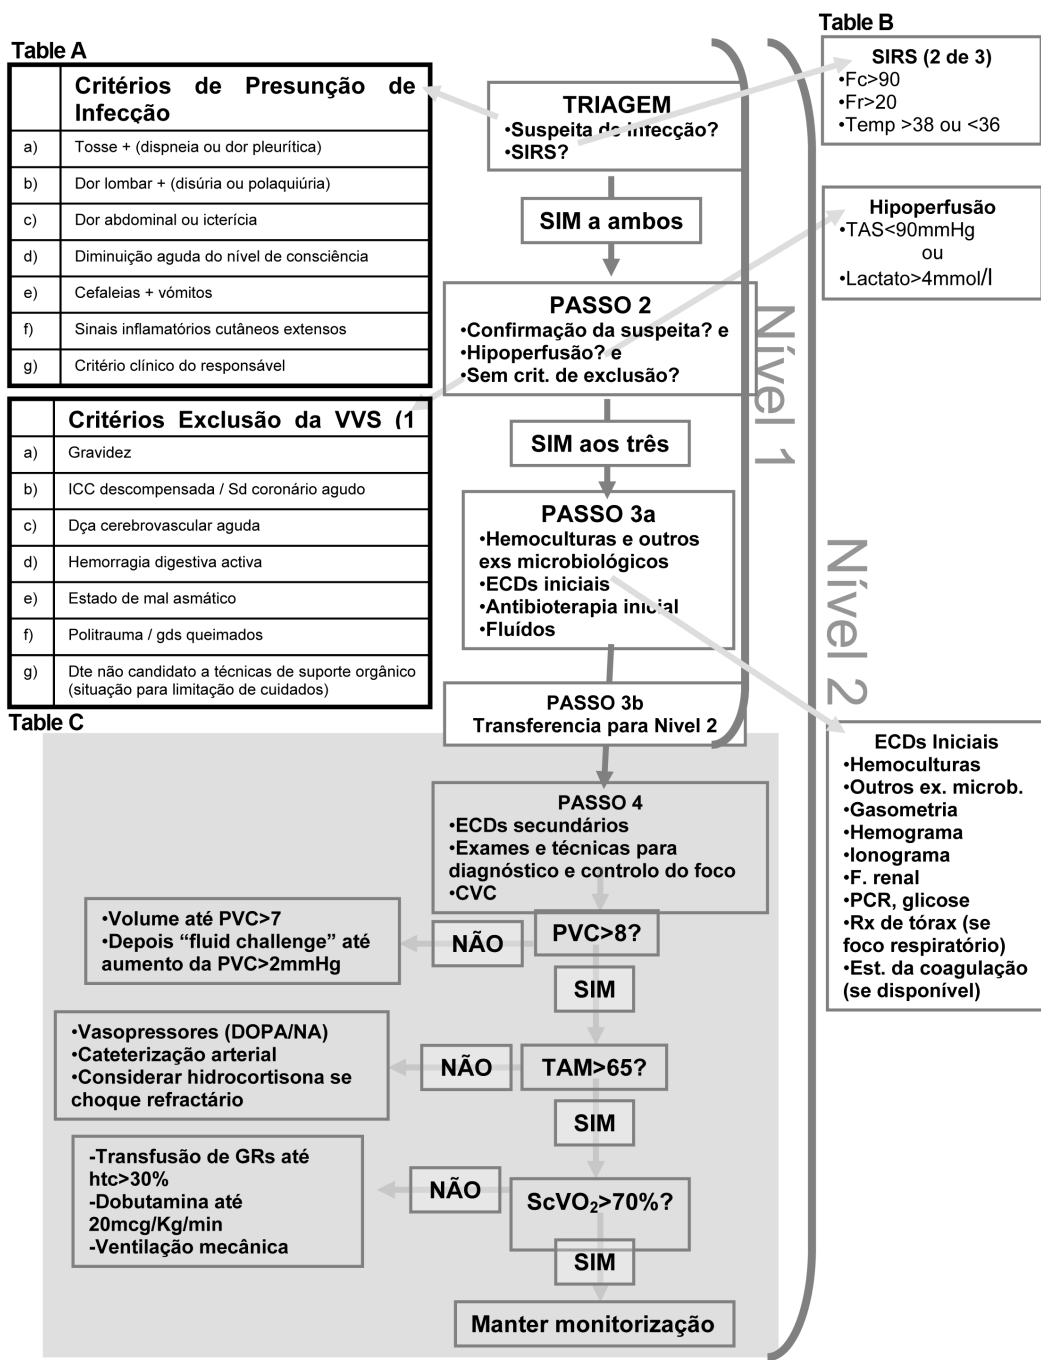 Table A
Critérios de Presunção de
Infecção
a) Tosse + (dispneia ou dor pleurítica)
b) Dor lombar + (disúria ou polaquiúria)
c) Dor abdominal ou icterícia
d) Diminuição aguda do nível de consciência
e) Cefaleias + vómitos
f) Sinais inflamatórios cutâneos extensos
g) Critério clínico do responsável
Critérios Exclusão da VVS (1
a) Gravidez
b) ICC descompensada / Sd coronário agudo
c) Dça cerebrovascular aguda
d) Hemorragia digestiva activa
e) Estado de mal asmático
f) Politrauma / gds queimados
g) Dte não candidato a técnicas de suporte orgânico
(situação para limitação de cuidados)
Table C
TRIAGEM
•Suspeita de infecção?
•SIRS?
SIM a ambos
PASSO 2
•Confirmação da suspeita? e
•Hipoperfusão? e
•Sem crit. de exclusão?
SIM aos três
PASSO 3a
•Hemoculturas e outros
exs microbiológicos
•ECDs iniciais
•Antibioterapia inicial
•Fluídos
PASSO 3b
Transferencia para Nivel 2
Nível 1
Nível 2
Table B
SIRS (2 de 3)
•Fc>90
•Fr>20
•Temp >38 ou <36
Hipoperfusão
•TAS<90mmHg
ou
•Lactato>4mmol/l
ECDs Iniciais
•Hemoculturas
•Outros ex. microb.
•Gasometria
•Hemograma
•Ionograma
•F. renal
•PCR, glicose
•Rx de tórax (se
foco respiratório)
•Est. da coagulação
(se disponível)
PASSO 4
•ECDs secundários
•Exames e técnicas para
diagnóstico e controlo do foco
•CVC
PVC>8?
NÃO
•Volume até PVC>7
•Depois “fluid challenge” até
aumento da PVC>2mmHg
SIM
TAM>65?
NÃO
•Vasopressores (DOPA/NA)
•Cateterização arterial
•Considerar hidrocortisona se
choque refractário
SIM
ScVO₂>70%?
NÃO
-Transfusão de GRs até
htc>30%
-Dobutamina até
20mcg/Kg/min
-Ventilação mecânica
SIM
Manter monitorização